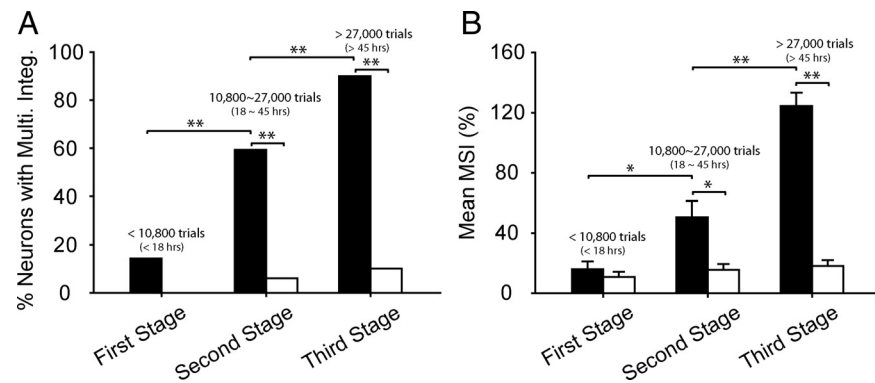 A
% Neurons with Multi. Integ.
100
80
60
40
20
0
< 10,800 trials
(< 18 hrs)
**
10,800~27,000 trials
(18 ~ 45 hrs)
**
**
> 27,000 trials
(> 45 hrs)
**
First Stage
Second Stage
Third Stage
B
Mean MSI (%)
160
120
80
40
0
< 10,800 trials
(< 18 hrs)
*
10,800~27,000 trials
(18 ~ 45 hrs)
*
**
> 27,000 trials
(> 45 hrs)
**
First Stage
Second Stage
Third Stage